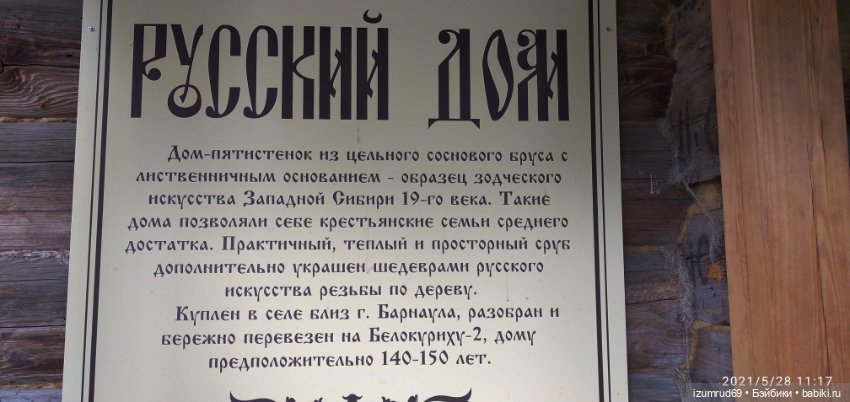 РУССКИЙ ДОМ
Дом-пятистенок из цельного соснового бруса с
лиственничным основанием - образец зодческого
искусства Западной Сибири 19-го века. Такие
дома позволяли себе крестьянские семьи среднего
достатка. Практичный, теплый и просторный сруб
дополнительно украшен шедеврами русского
искусства резьбы по дереву.
Куплен в селе близ г. Барнаула, разобран и
бережно перевезен на Белокуриху-2, дому
предположительно 140-150 лет.
2021/5/28 11:17
izumrud69 • Бэйбики • babiki.ru